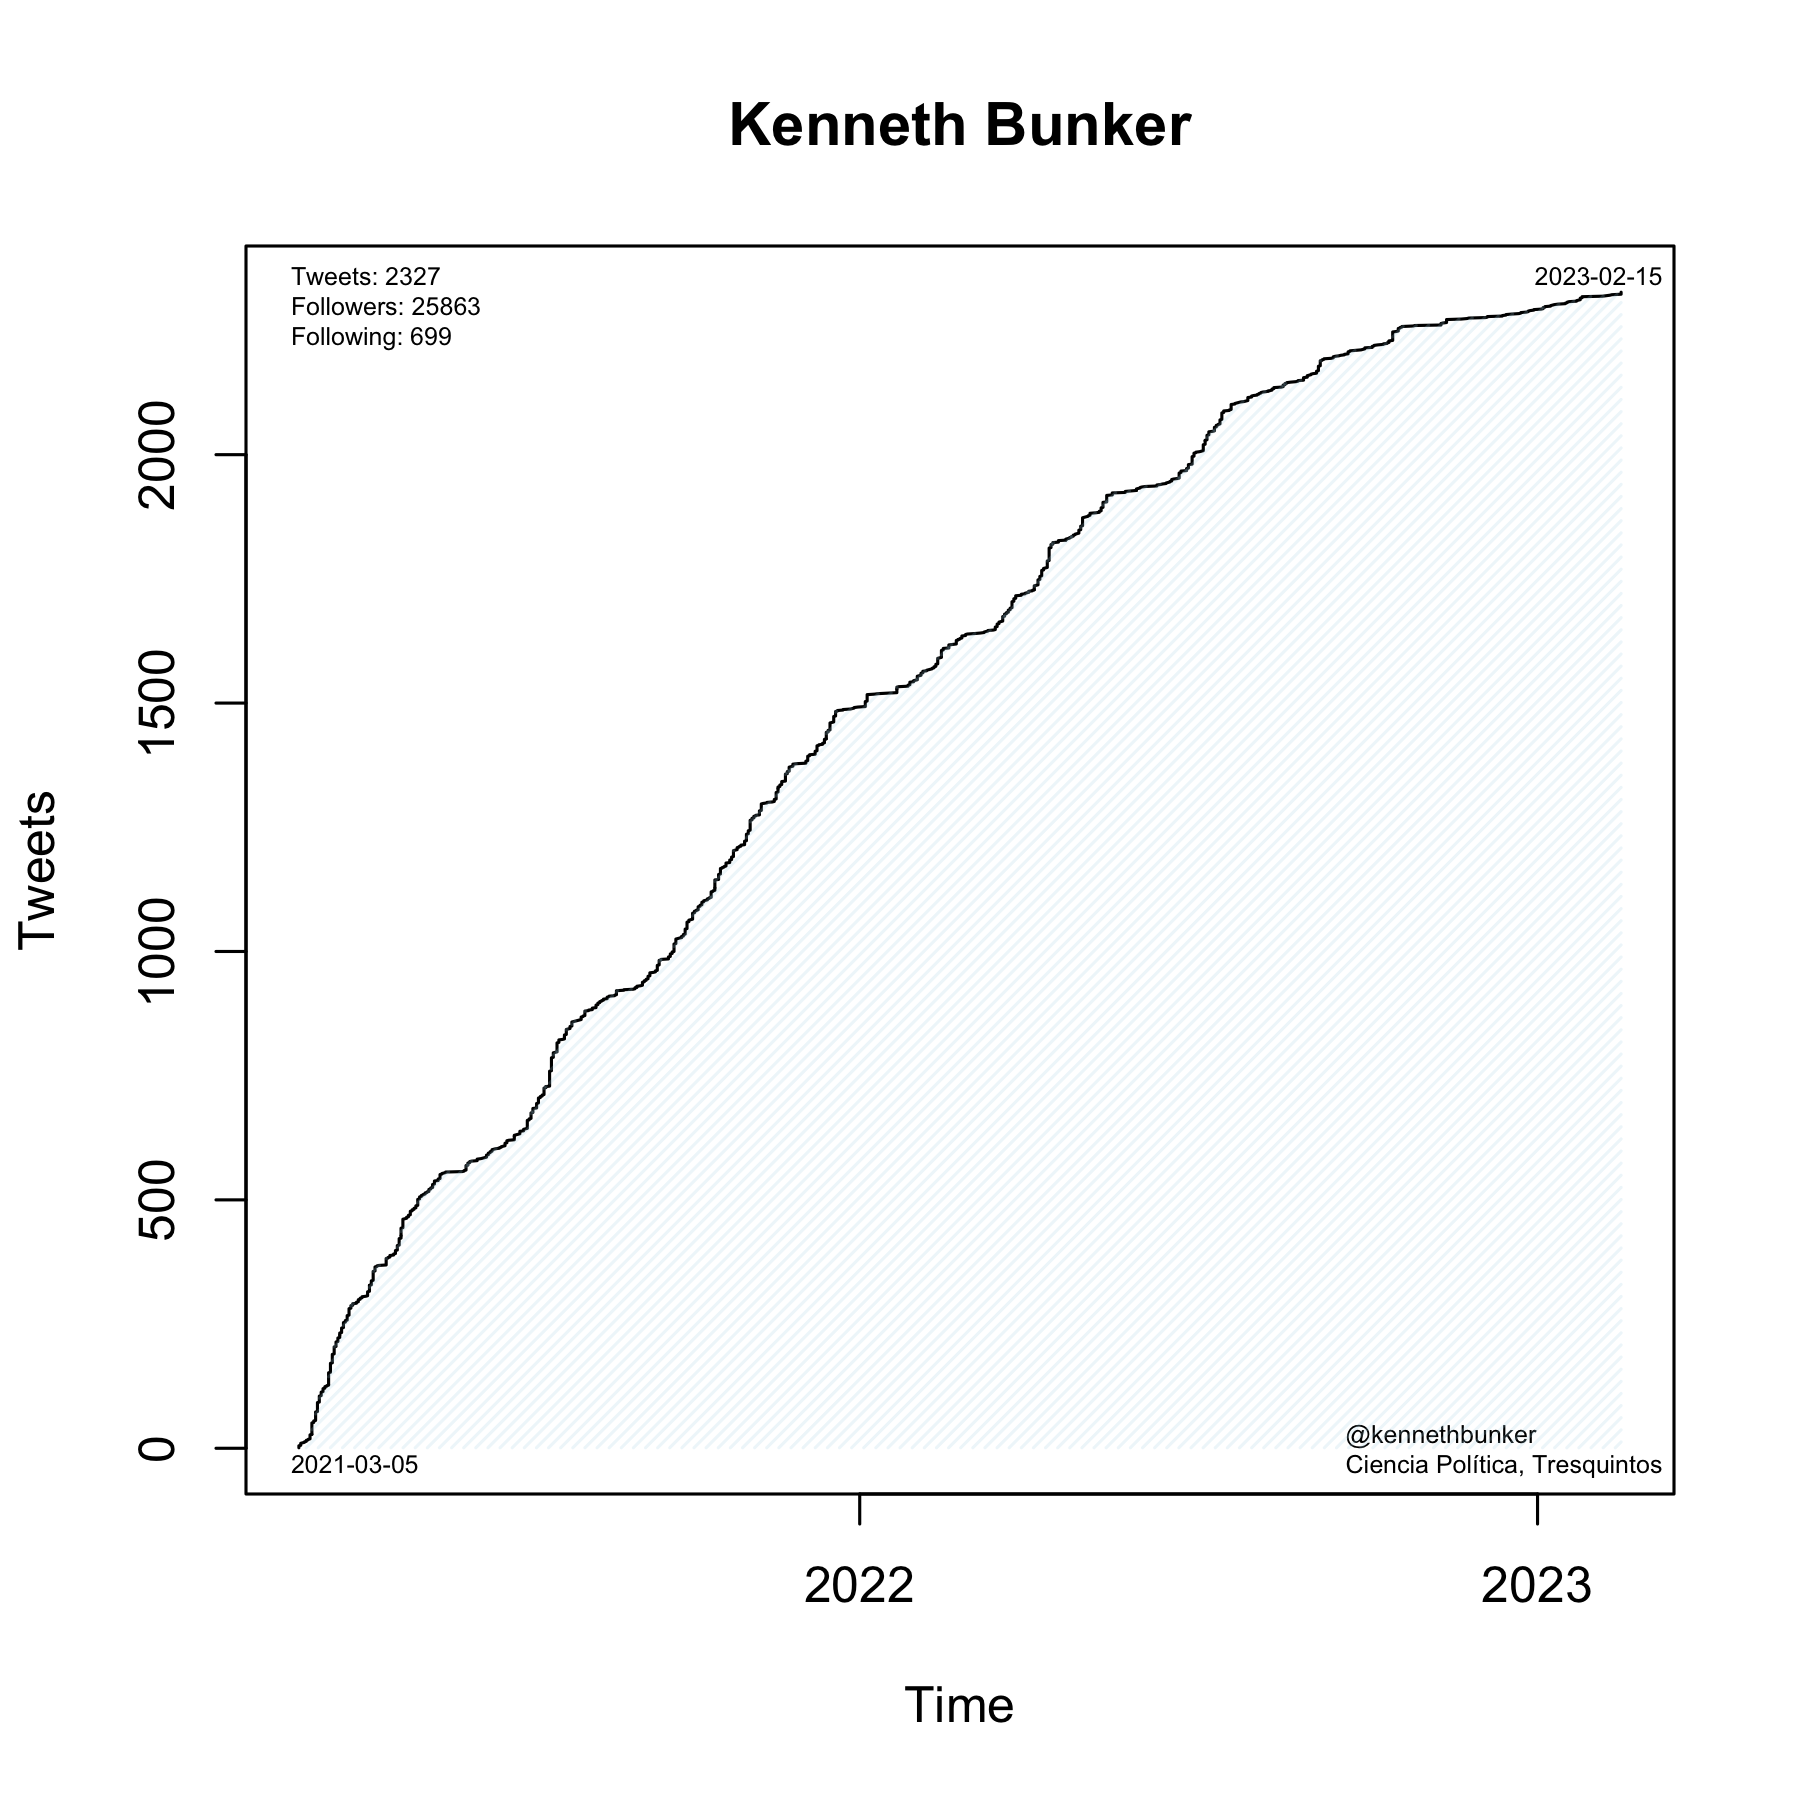 Kenneth Bunker
Tweets: 2327
Followers: 25863
Following: 699
2023-02-15
Tweets
2000
1500
1000
500
0
2021-03-05
@kennethbunker
Ciencia Política, Tresquintos
2022
2023
Time